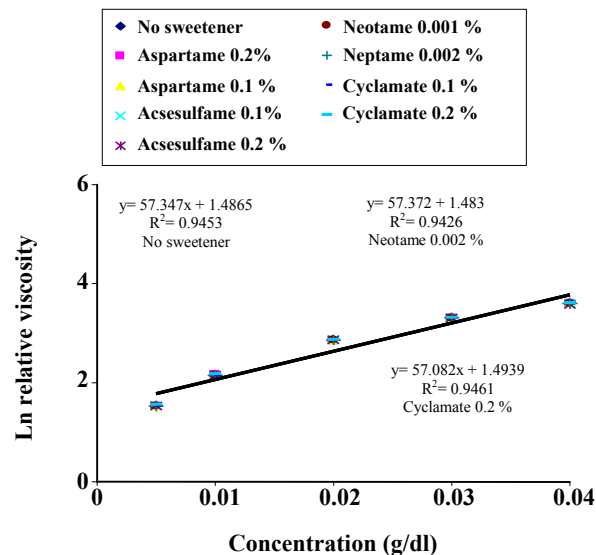 No sweetener
Neotame 0.001 %
Aspartame 0.2%
Neptame 0.002 %
Aspartame 0.1 %
Cyclamate 0.1 %
Acsesulfame 0.1%
Cyclamate 0.2 %
Acsesulfame 0.2 %
6
y= 57.347x + 1.4865
R²= 0.9453
No sweetener
y= 57.372 + 1.483
R²= 0.9426
Neotame 0.002 %
4
Ln relative viscosity
y= 57.082x + 1.4939
R²= 0.9461
Cyclamate 0.2 %
2
0
0
0.01
0.02
0.03
0.04
Concentration (g/dl)